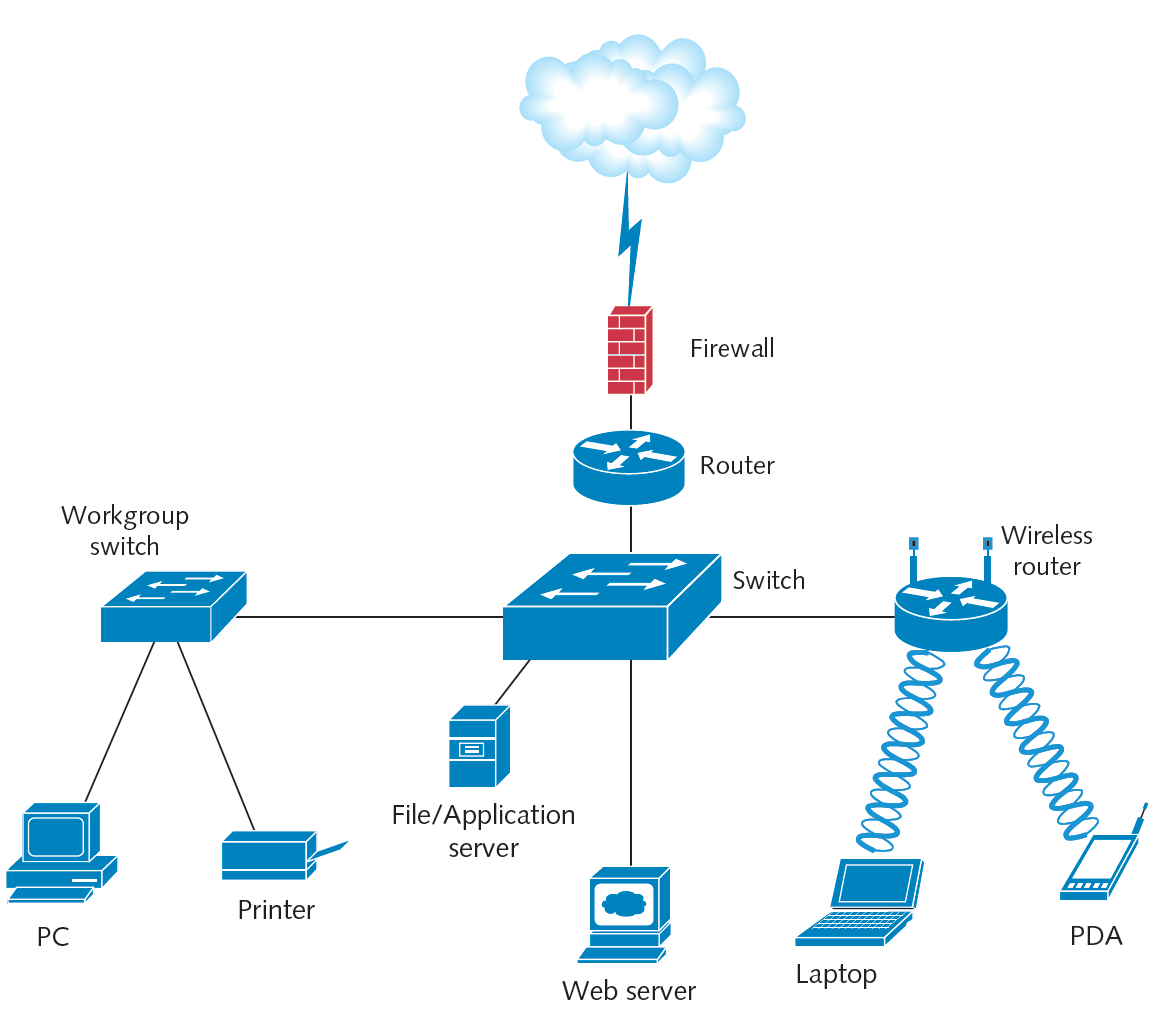 Firewall
Router
Workgroup
switch
Switch
Wireless
router
File/Application
server
PC
Printer
Web server
Laptop
PDA